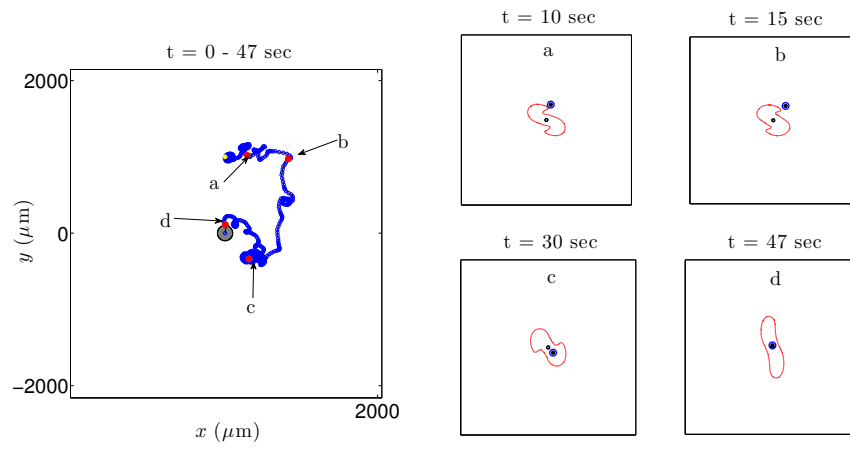 t = 0 - 47 sec
2000
0
−2000
2000
x (μm)
y (μm)
a
b
c
d
t = 10 sec
a
t = 15 sec
b
t = 30 sec
c
t = 47 sec
d